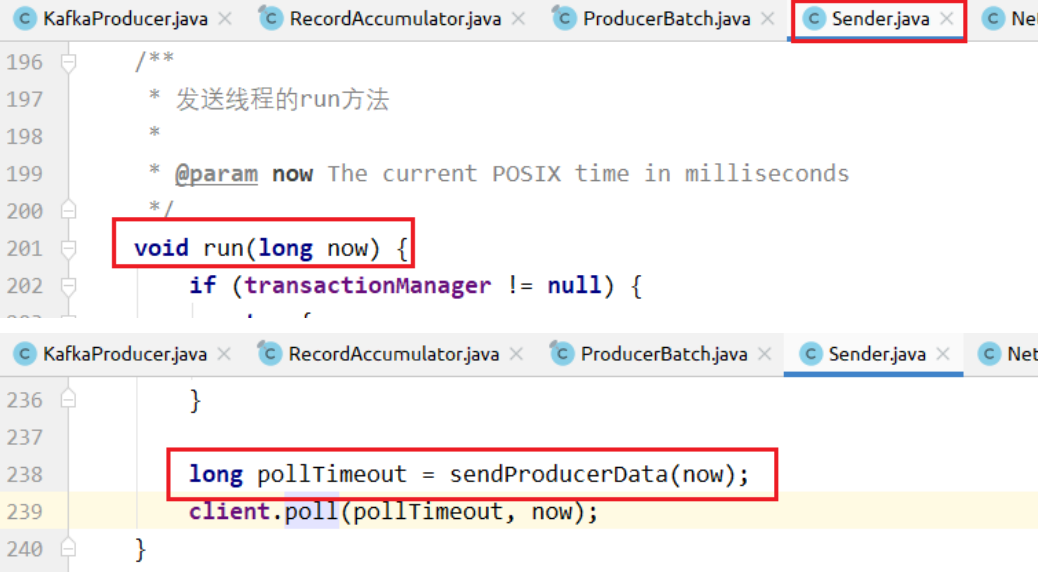 KafkaProducer.java RecordAccumulator.java ProducerBatch.java Sender.java Net
196 /**
197 * 发送线程的run方法
198 *
199 * @param now The current POSIX time in milliseconds
200 */
201 void run(long now) {
202 if (transactionManager != null) {
KafkaProducer.java RecordAccumulator.java ProducerBatch.java Sender.java Net
236 }
237
238 long pollTimeout = sendProducerData(now);
239 client.poll(pollTimeout, now);
240 }